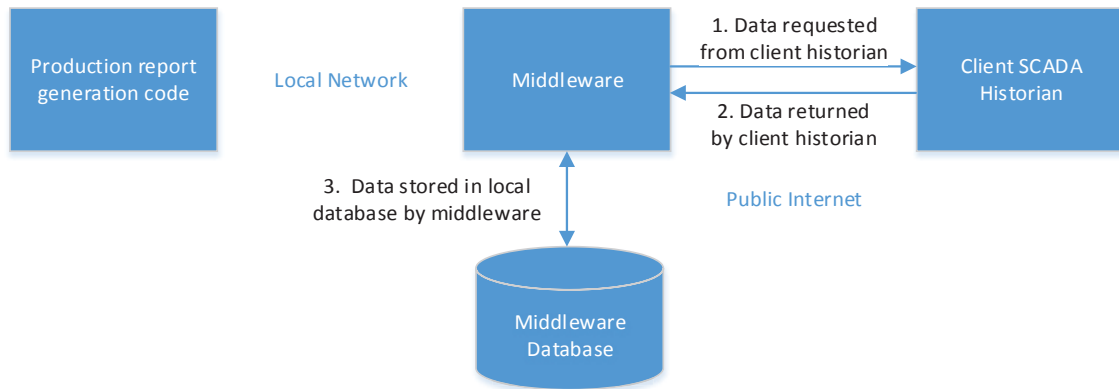 Production report
generation code
Local Network
Middleware
1. Data requested
from client historian
2. Data returned
by client historian
Client SCADA
Historian
3. Data stored in local
database by middleware
Public Internet
Middleware
Database